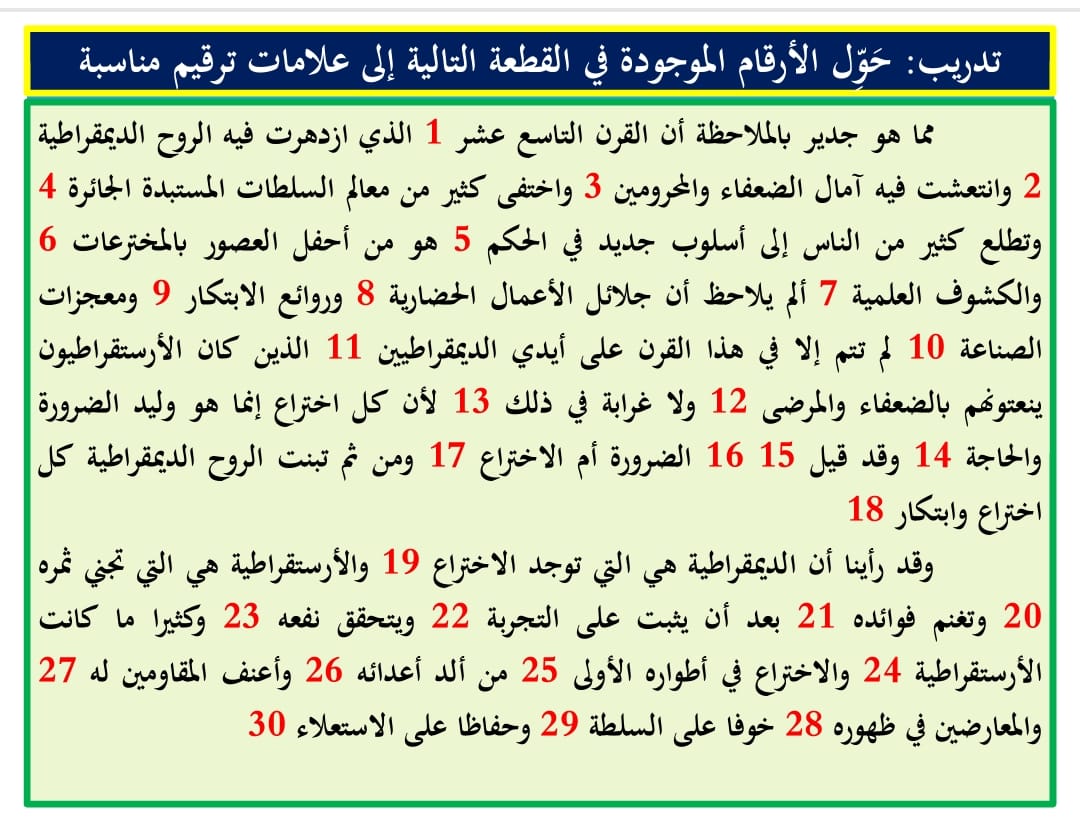 تدريب: حَوِّل الأرقام الموجودة في القطعة التالية إلى علامات ترقيم مناسبة
مما هو جدير بالملاحظة أن القرن التاسع عشر 1 الذي ازدهرت فيه الروح الديمقراطية
2 وانتعشت فيه آمال الضعفاء والمحرومين 3 واختفى كثير من معالم السلطات المستبدة الجائرة 4
وتطلع كثير من الناس إلى أسلوب جديد في الحكم 5 هو من أحفل العصور بالمخترعات 6
والكشوف العلمية 7 ألم يلاحظ أن جلائل الأعمال الحضارية 8 وروائع الابتكار 9 ومعجزات
الصناعة 10 لم تتم إلا في هذا القرن على أيدي الديمقراطيين 11 الذين كان الأرستقراطيون
ينعتونهم بالضعفاء والمرضى 12 ولا غرابة في ذلك 13 لأن كل اختراع إنما هو وليد الضرورة
والحاجة 14 وقد قيل 15 16 الضرورة أم الاختراع 17 ومن ثم تبنت الروح الديمقراطية كل
اختراع وابتكار 18
وقد رأينا أن الديمقراطية هي التي توجد الاختراع 19 والأرستقراطية هي التي تجني ثمره
20 وتغنم فوائده 21 بعد أن يثبت على التجربة 22 ويتحقق نفعه 23 وكثيرا ما كانت
الأرستقراطية 24 والاختراع في أطواره الأولى 25 من ألد أعدائه 26 وأعنف المقاومين له 27
والمعارضين في ظهوره 28 خوفا على السلطة 29 وحفاظا على الاستعلاء 30